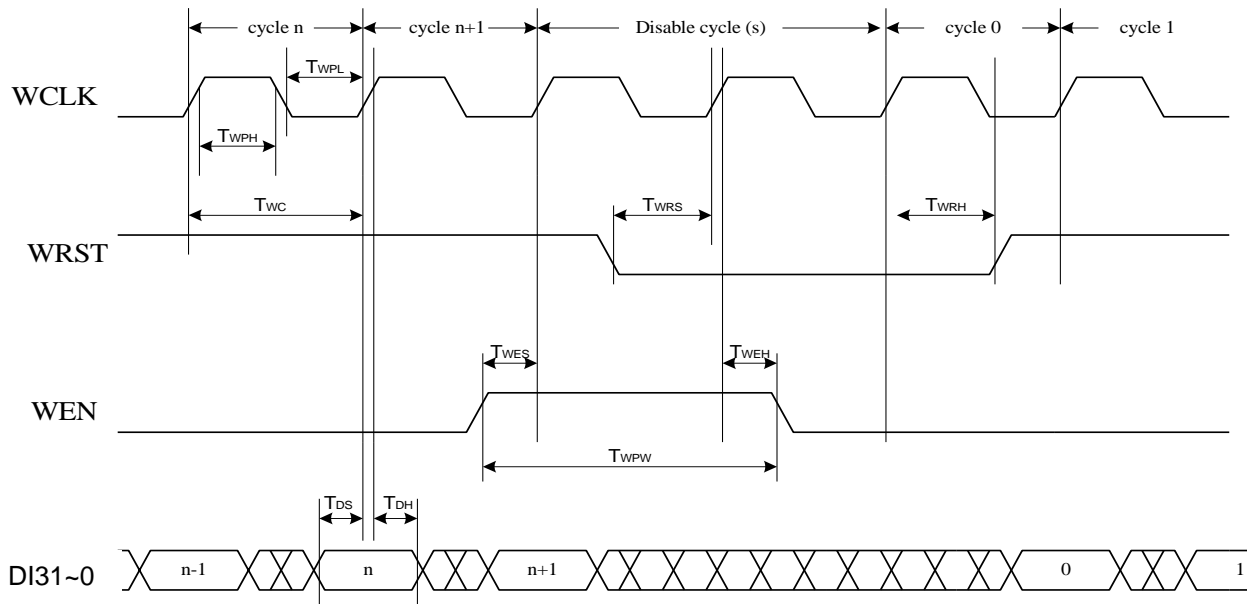 cycle n
cycle n+1
Disable cycle (s)
cycle 0
cycle 1
TWPL
WCLK
TWPH
TWC
TWRS
TWRH
WRST
TWES
TWEH
WEN
TWPW
TDS
TDH
DI31~0
n-1
n
n+1
0
1